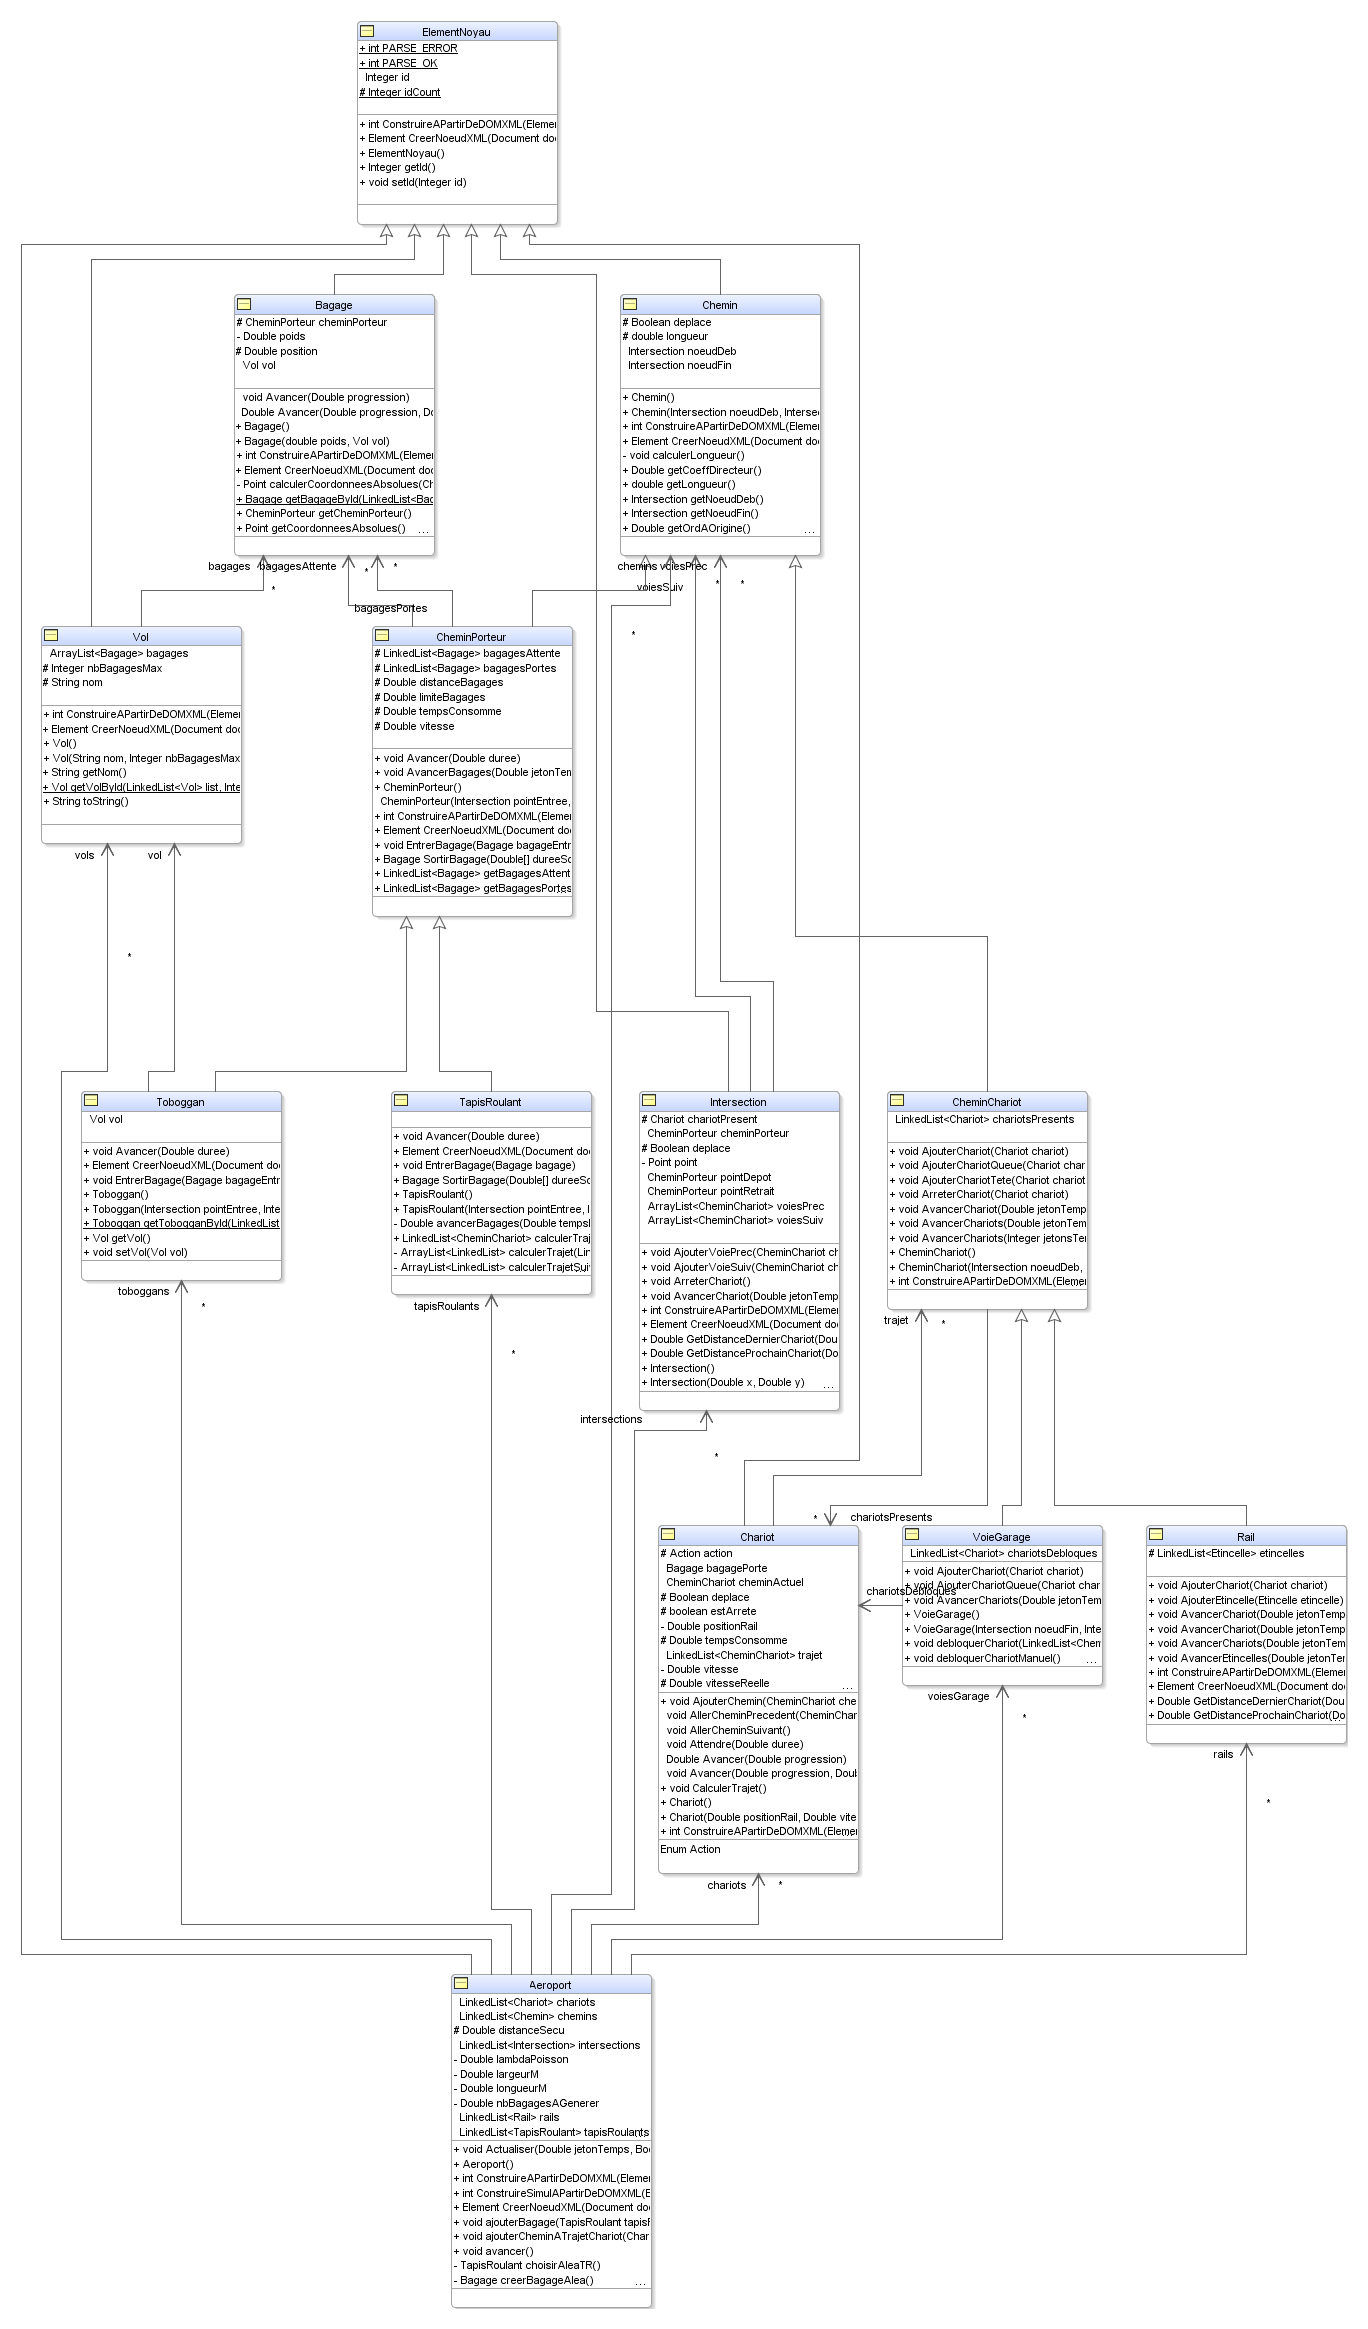 ElementNoyau
+ int PARSE_ERROR
+ int PARSE_OK
Integer id
# Integer idCount
+ int ConstruireAPartirDeDOMXML(Elemen
+ Element CreerNoeudXML(Document do
+ ElementNoyau()
+ Integer getId()
+ void setId(Integer id)
Bagage
# CheminPorteur cheminPorteur
- Double poids
# Double position
Vol vol
void Avancer(Double progression)
Double Avancer(Double progression, Do
+ Bagage()
+ Bagage(double poids, Vol vol)
+ int ConstruireAPartirDeDOMXML(Elemen
+ Element CreerNoeudXML(Document doc
- Point calculerCoordonneesAbsolues(Ch
+ Bagage getBagageById(LinkedList<Bag
+ CheminPorteur getCheminPorteur()
+ Point getCoordonneesAbsolues() ...
Chemin
# Boolean deplace
# double longueur
Intersection noeudDeb
Intersection noeudFin
+ Chemin()
+ Chemin(Intersection noeudDeb, Intersec
+ int ConstruireAPartirDeDOMXML(Elemen
+ Element CreerNoeudXML(Document doc
- void calculerLongueur()
+ Double getCoeffDirecteur()
+ double getLongueur()
+ Intersection getNoeudDeb()
+ Intersection getNoeudFin()
+ Double getOrdAOrigine() ...
bagages
*
bagagesAttente
*
bagagesPortes
*
chemins
*
voiesPrec
*
voiesSuiv
*
Vol
ArrayList<Bagage> bagages
# Integer nbBagagesMax
# String nom
+ int ConstruireAPartirDeDOMXML(Elemen
+ Element CreerNoeudXML(Document doc
+ Vol()
+ Vol(String nom, Integer nbBagagesMax
+ String getNom()
+ Vol getVolById(LinkedList<Vol> list, Inte
+ String toString()
CheminPorteur
# LinkedList<Bagage> bagagesAttente
# LinkedList<Bagage> bagagesPortes
# Double distanceBagages
# Double limiteBagages
# Double tempsConsomme
# Double vitesse
+ void Avancer(Double duree)
+ void AvancerBagages(Double jetonTem
+ CheminPorteur()
CheminPorteur(Intersection pointEntree,
+ int ConstruireAPartirDeDOMXML(Elemen
+ Element CreerNoeudXML(Document doc
+ void EntrerBagage(Bagage bagageEntr
+ Bagage SortirBagage(Double[] dureeSo
+ LinkedList<Bagage> getBagagesAttent
+ LinkedList<Bagage> getBagagesPortes
vols
*
vol
Toboggan
Vol vol
+ void Avancer(Double duree)
+ Element CreerNoeudXML(Document doc
+ void EntrerBagage(Bagage bagageEntr
+ Toboggan()
+ Toboggan(Intersection pointEntree, Inte
+ Toboggan getTobogganById(LinkedList
+ Vol getVol()
+ void setVol(Vol vol)
TapisRoulant
+ void Avancer(Double duree)
+ Element CreerNoeudXML(Document doc
+ void EntrerBagage(Bagage bagage)
+ Bagage SortirBagage(Double[] dureeSo
+ TapisRoulant()
+ TapisRoulant(Intersection pointEntree, I
- Double avancerBagages(Double tempsI
+ LinkedList<CheminChariot> calculerTraj
- ArrayList<LinkedList> calculerTrajet(Lin
- ArrayList<LinkedList> calculerTrajetSui
Intersection
# Chariot chariotPresent
CheminPorteur cheminPorteur
# Boolean deplace
- Point point
CheminPorteur pointDepot
CheminPorteur pointRetrait
ArrayList<CheminChariot> voiesPrec
ArrayList<CheminChariot> voiesSuiv
+ void AjouterVoiePrec(CheminChariot ch
+ void AjouterVoieSuiv(CheminChariot ch
+ void ArreterChariot()
+ void AvancerChariot(Double jetonTemp
+ int ConstruireAPartirDeDOMXML(Elemen
+ Element CreerNoeudXML(Document doc
+ Double GetDistanceDernierChariot(Dou
+ Double GetDistanceProchainChariot(Do
+ Intersection()
+ Intersection(Double x, Double y) ...
CheminChariot
LinkedList<Chariot> chariotsPresents
+ void AjouterChariot(Chariot chariot)
+ void AjouterChariotQueue(Chariot char
+ void AjouterChariotTete(Chariot chariot
+ void ArreterChariot(Chariot chariot)
+ void AvancerChariot(Double jetonTemp
+ void AvancerChariots(Double jetonTem
+ void AvancerChariots(Integer jetonsTe
+ CheminChariot()
+ CheminChariot(Intersection noeudDeb,
+ int ConstruireAPartirDeDOMXML(Elemen
toboggans
*
tapisRoulants
*
intersections
*
trajet
*
* chariotsPresents
Chariot
# Action action
Bagage bagagePorte
CheminChariot cheminActuel
# Boolean deplace
# boolean estArrete
- Double positionRail
# Double tempsConsomme
LinkedList<CheminChariot> trajet
- Double vitesse
# Double vitesseReelle ...
+ void AjouterChemin(CheminChariot che
void AllerCheminPrecedent(CheminChar
void AllerCheminSuivant()
void Attendre(Double duree)
Double Avancer(Double progression)
void Avancer(Double progression, Doub
+ void CalculerTrajet()
+ Chariot()
+ Chariot(Double positionRail, Double vite
+ int ConstruireAPartirDeDOMXML(Elemen
Enum Action
chariotsDebloques
VoieGarage
LinkedList<Chariot> chariotsDebloques
+ void AjouterChariot(Chariot chariot)
+ void AjouterChariotQueue(Chariot char
+ void AvancerChariots(Double jetonTem
+ VoieGarage()
+ VoieGarage(Intersection noeudFin, Inte
+ void debloquerChariot(LinkedList<Chem
+ void debloquerChariotManuel() ...
Rail
# LinkedList<Etincelle> etincelles
+ void AjouterChariot(Chariot chariot)
+ void AjouterEtincelle(Etincelle etincelle)
+ void AvancerChariot(Double jetonTemp
+ void AvancerChariot(Double jetonTemp
+ void AvancerChariots(Double jetonTem
+ void AvancerEtincelles(Double jetonTe
+ int ConstruireAPartirDeDOMXML(Elemen
+ Element CreerNoeudXML(Document doc
+ Double GetDistanceDernierChariot(Dou
+ Double GetDistanceProchainChariot(Do
voiesGarage
*
rails
*
chariots
*
Aeroport
LinkedList<Chariot> chariots
LinkedList<Chemin> chemins
# Double distanceSecu
LinkedList<Intersection> intersections
- Double lambdaPoisson
- Double largeurM
- Double longueurM
- Double nbBagagesAGenerer
LinkedList<Rail> rails
LinkedList<TapisRoulant> tapisRoulants
+ void Actualiser(Double jetonTemps, Boo
+ Aeroport()
+ int ConstruireAPartirDeDOMXML(Elemen
+ int ConstruireSimulAPartirDeDOMXML(E
+ Element CreerNoeudXML(Document doc
+ void ajouterBagage(TapisRoulant tapisR
+ void ajouterCheminATrajetChariot(Char
+ void avancer()
- TapisRoulant choisirAleaTR()
- Bagage creerBagageAlea() ...